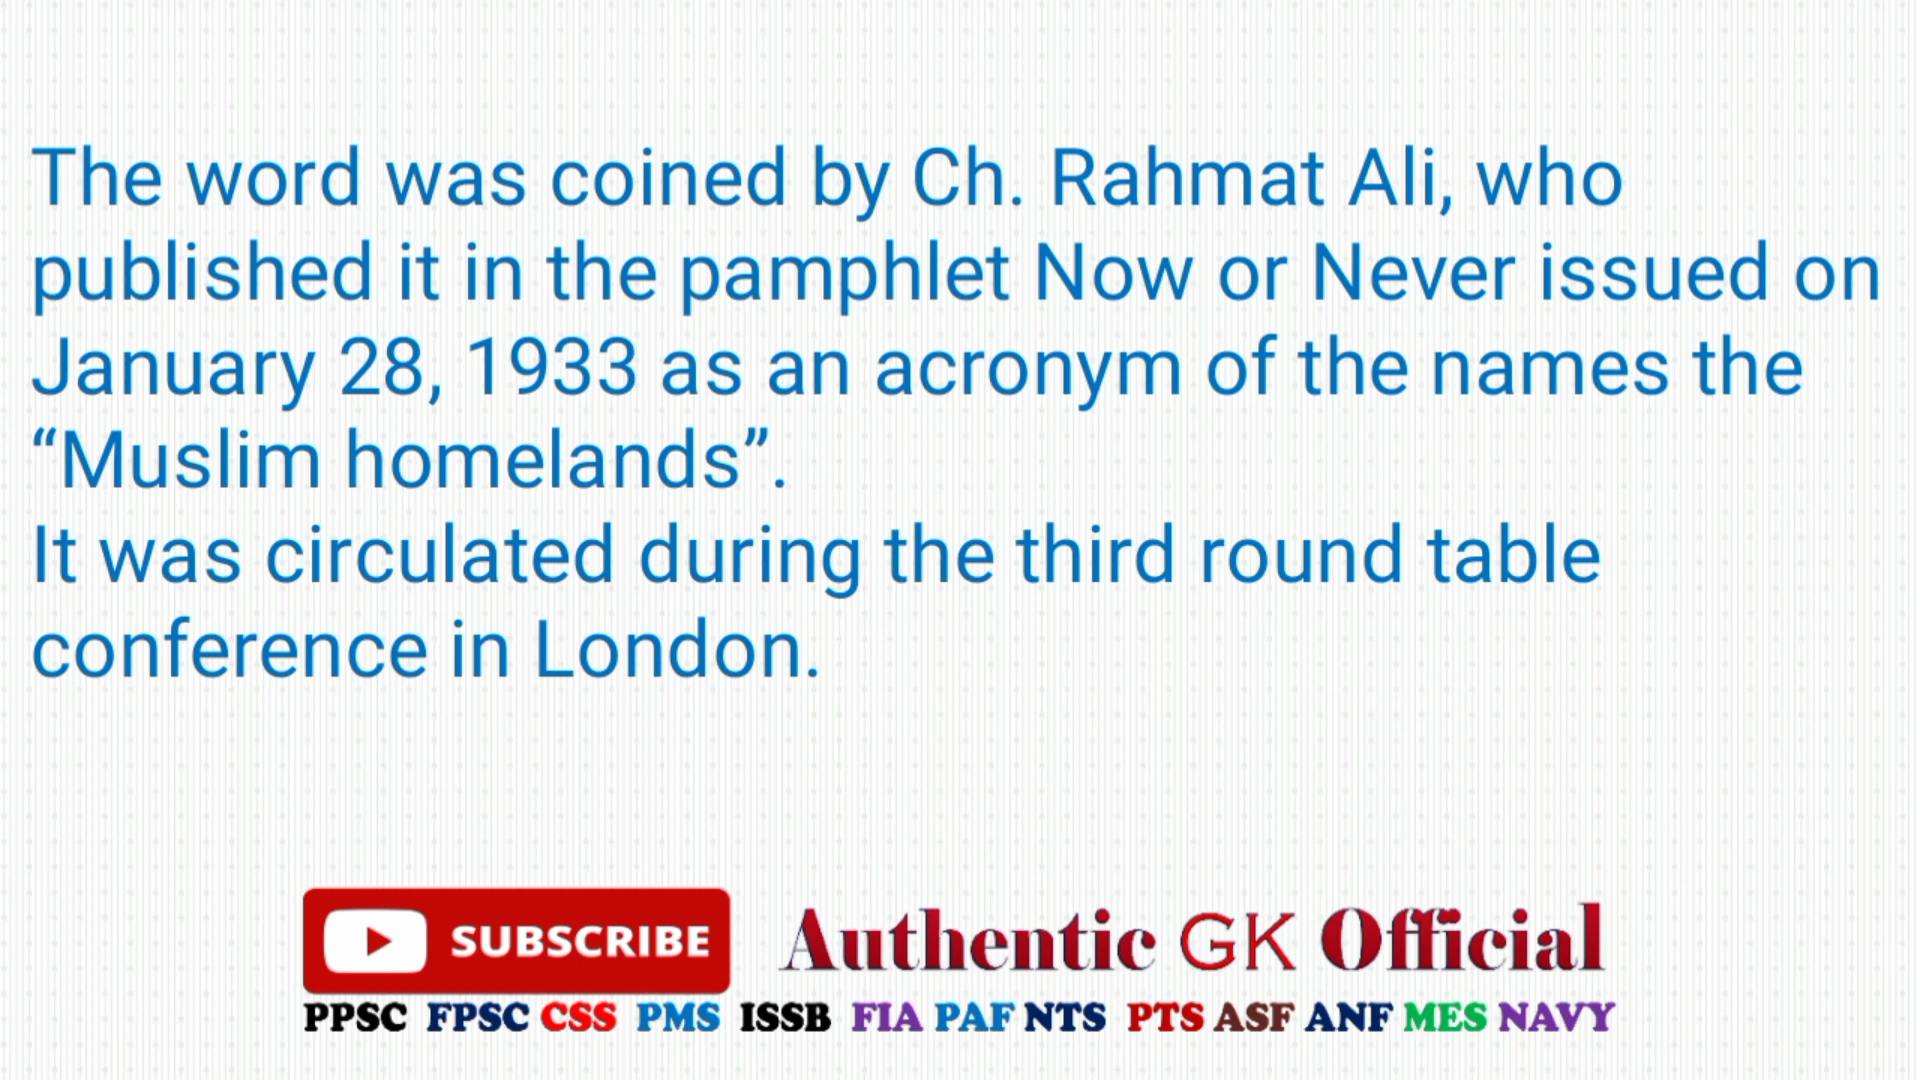 The word was coined by Ch. Rahmat Ali, who
published it in the pamphlet Now or Never issued on
January 28, 1933 as an acronym of the names the
“Muslim homelands”.
It was circulated during the third round table
conference in London.
SUBSCRIBE Authentic GK Official
PPSC FPSC CSS PMS ISSB FIA PAF NTS PTS ASF ANF MES NAVY